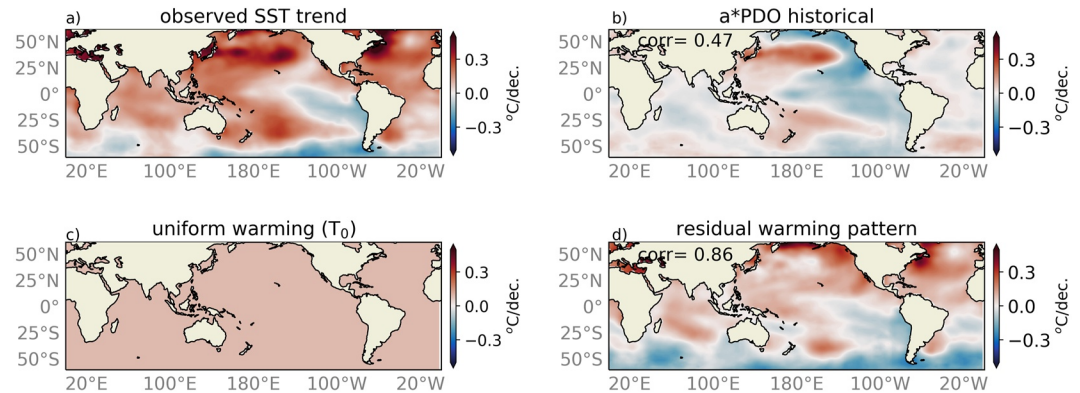 a) observed SST trend
50°N
25°N
0°
25°S
50°S
20°E 100°E 180°E 100°W 20°W
0.3
0.0
−0.3
°C/dec.
b) a*PDO historical
corr= 0.47
50°N
25°N
0°
25°S
50°S
20°E 100°E 180°E 100°W 20°W
0.3
0.0
−0.3
°C/dec.
c) uniform warming (T₀)
50°N
25°N
0°
25°S
50°S
20°E 100°E 180°E 100°W 20°W
0.3
0.0
−0.3
°C/dec.
d) residual warming pattern
corr= 0.86
50°N
25°N
0°
25°S
50°S
20°E 100°E 180°E 100°W 20°W
0.3
0.0
−0.3
°C/dec.